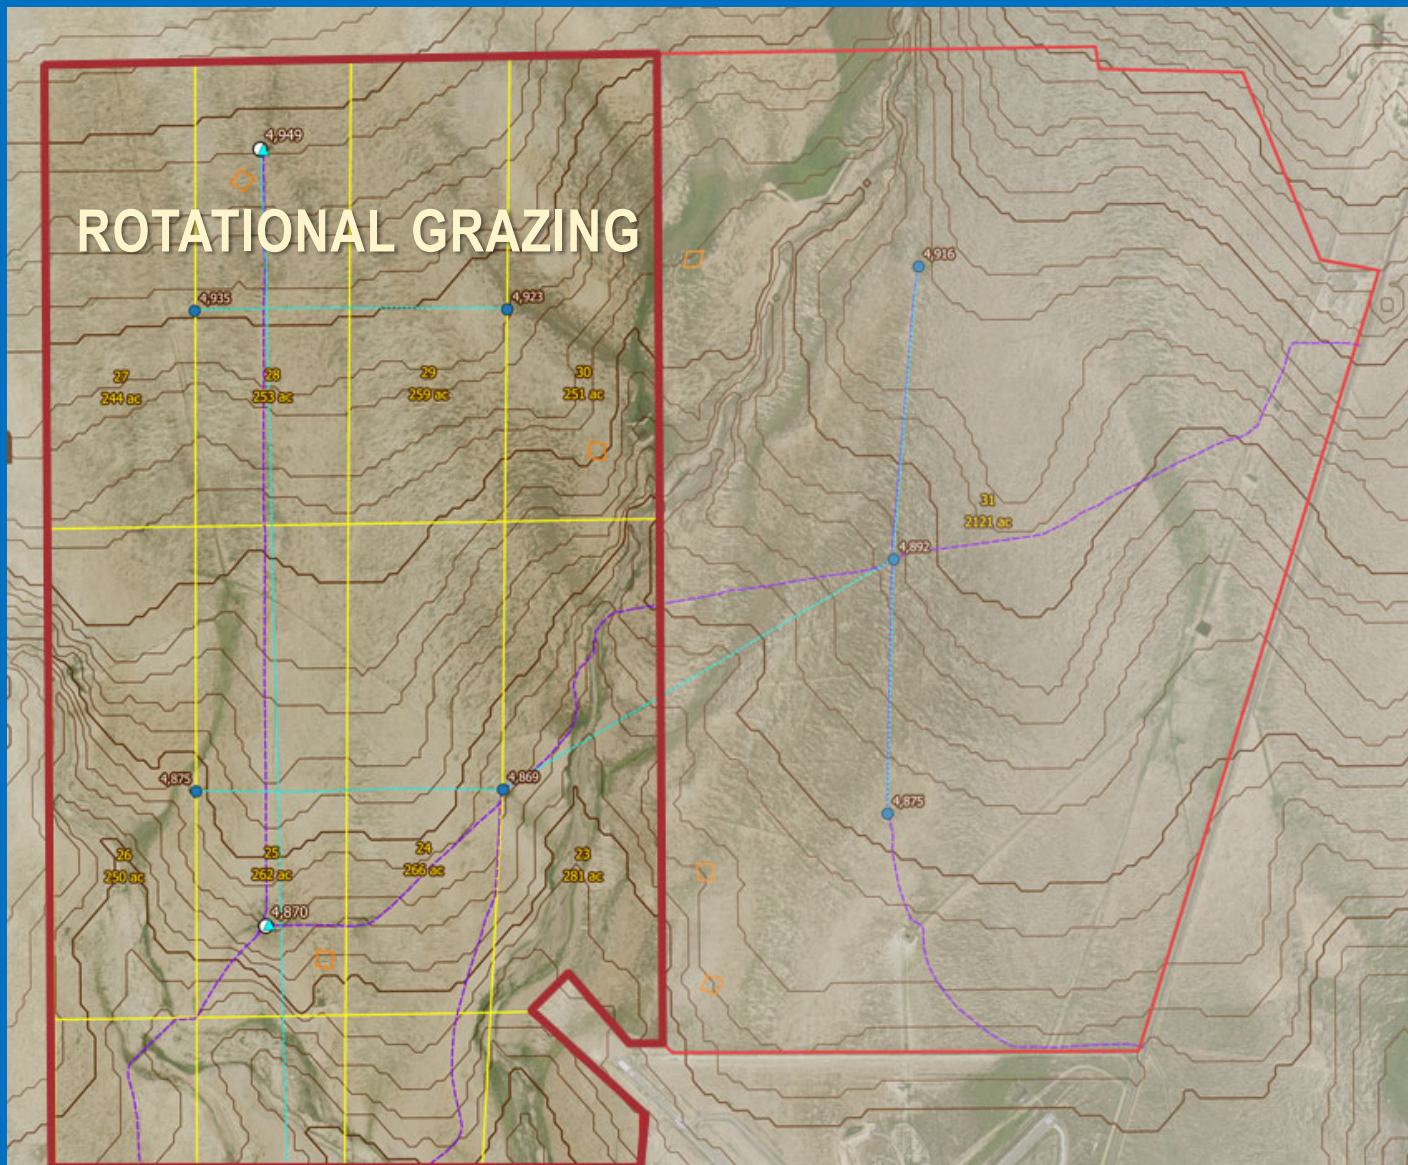 4,949
ROTATIONAL GRAZING
4,916
4,935
4,923
27
244 ac
28
253 ac
29
259 ac
30
251 ac
31
2121 ac
4,892
4,875
4,869
4,875
26
250 ac
25
262 ac
24
266 ac
23
281 ac
4,870